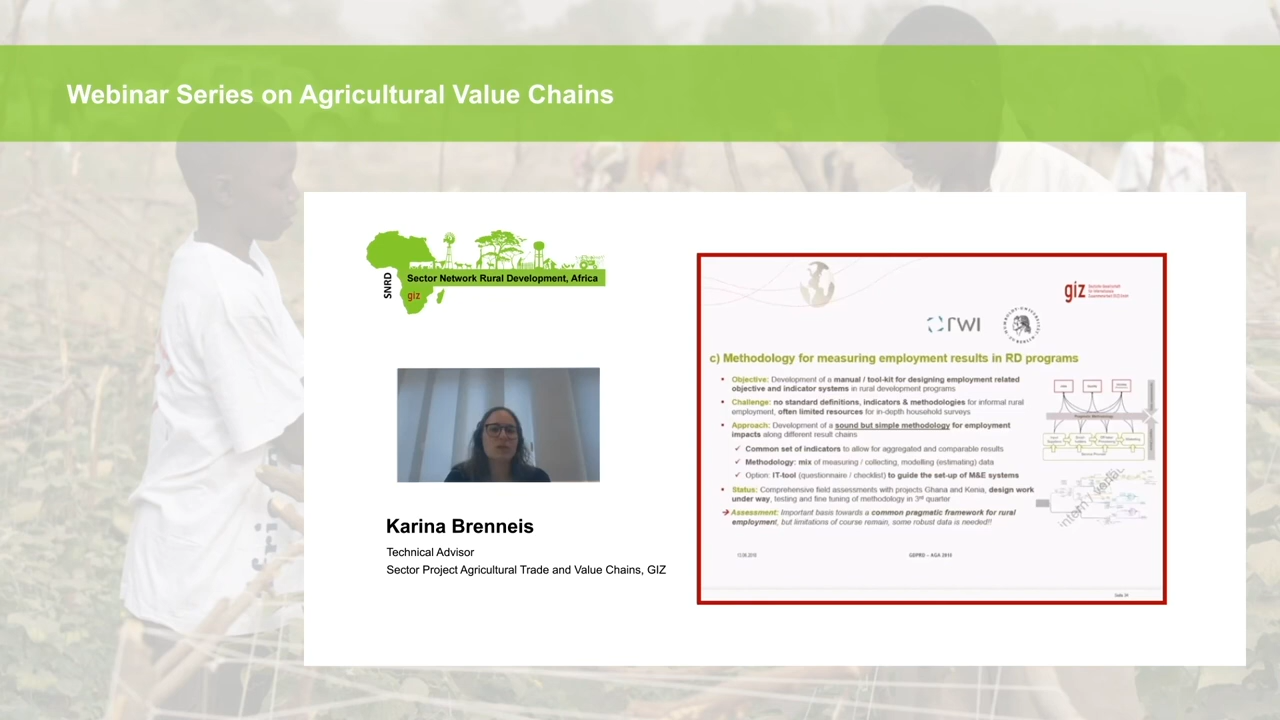 Webinar Series on Agricultural Value Chains
SNRD
Sector Network Rural Development, Africa
giz
Karina Brenneis
Technical Advisor
Sector Project Agricultural Trade and Value Chains, GIZ
giz
rwi
c) Methodology for measuring employment results in RD programs
• Objective: Development of a manual / tool-kit for designing employment related
objective and indicator systems in rural development programs
• Challenge: no standard definitions, indicators & methodologies for informal rural
employment, often limited resources for in-depth household surveys
• Approach: Development of a sound but simple methodology for employment
impacts along different result chains
✓ Common set of indicators to allow for aggregated and comparable results
✓ Methodology: mix of measuring / collecting, modelling (estimating) data
✓ Option: IT-tool (questionnaire / checklist) to guide the set-up of M&E systems
• Status: Comprehensive field assessments with projects Ghana and Kenia, design work
under way, testing and fine tuning of methodology in 3rd quarter
➔ Assessment: Important basis towards a common pragmatic framework for rural
employment, but limitations of course remain, some robust data is needed!!
GEPRD – AGA 2015